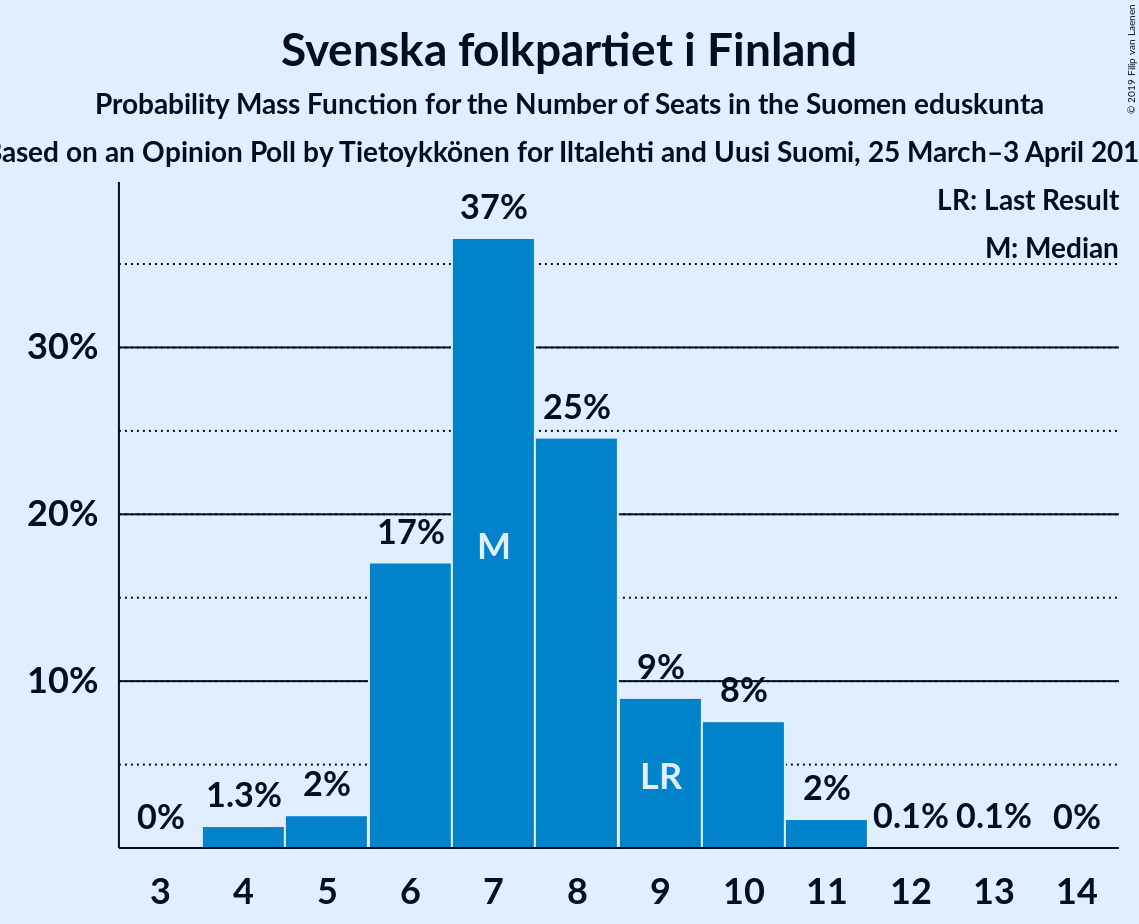 © 2019 Filip van Laenen
Svenska folkpartiet i Finland
Probability Mass Function for the Number of Seats in the Suomen eduskunta
ased on an Opinion Poll by Tietoykkönen for Iltalehti and Uusi Suomi, 25 March–3 April 201
LR: Last Result
M: Median
37%
30%
25%
20%
17%
M
10%
9%
8%
LR
2%
1.3%
2%
0%
0.1%
0.1%
0%
3 4 5 6 7 8 9 10 11 12 13 14